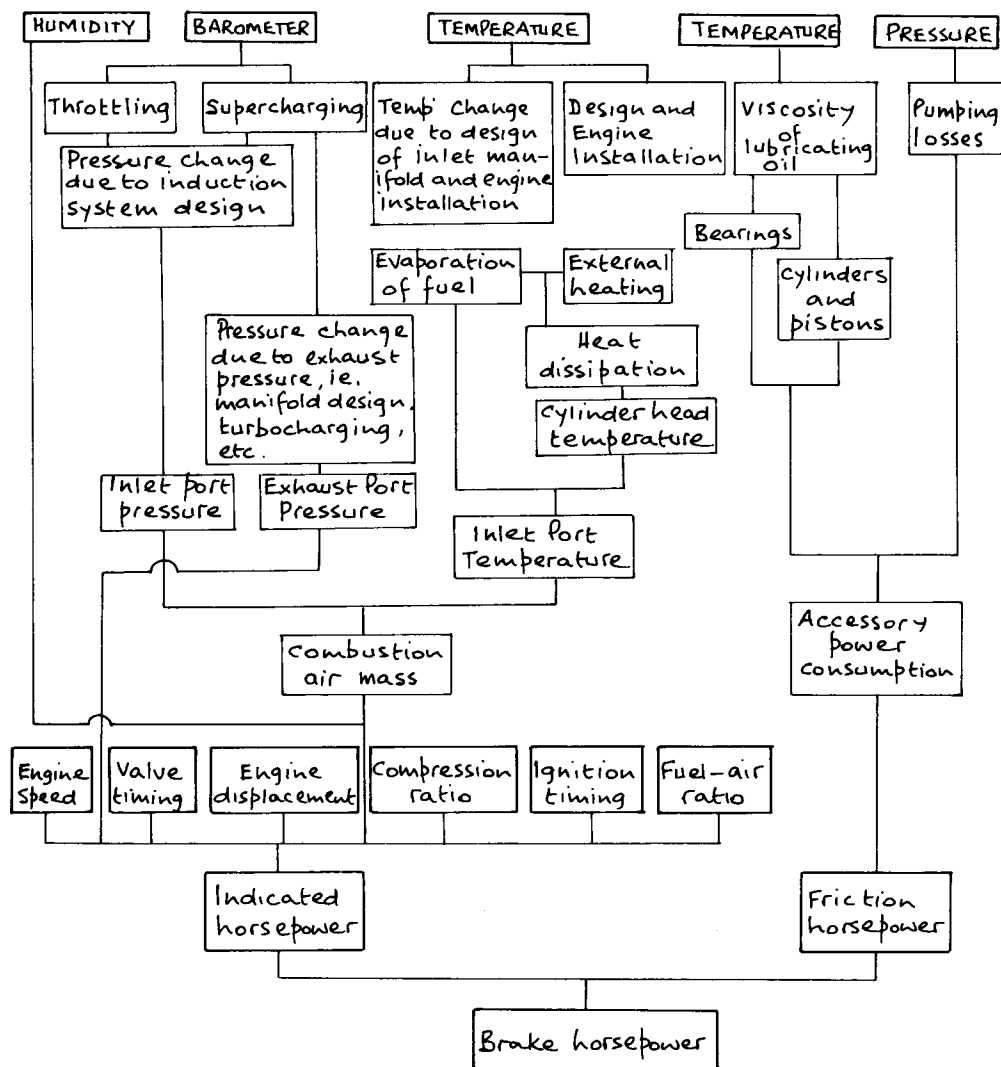 HUMIDITY
BAROMETER
TEMPERATURE
TEMPERATURE
PRESSURE
Throttling
Supercharging
Temp change
due to design
of inlet man-
ifold and engine
installation
Design and
Engine
Installation
Viscosity
of
lubricating
oil
Pumping
losses
Pressure change
due to induction
system design
Bearings
Evaporation
of fuel
External
heating
Cylinders
and
pistons
Pressure change
due to exhaust
pressure, ie.
manifold design,
turbocharging,
etc.
Heat
dissipation
Cylinder head
temperature
Inlet port
pressure
Exhaust Port
Pressure
Inlet Port
Temperature
Combustion
air mass
Accessory
power
consumption
Engine
Speed
Valve
timing
Engine
displacement
Compression
ratio
Ignition
timing
Fuel-air
ratio
Indicated
horsepower
Friction
horsepower
Brake horsepower